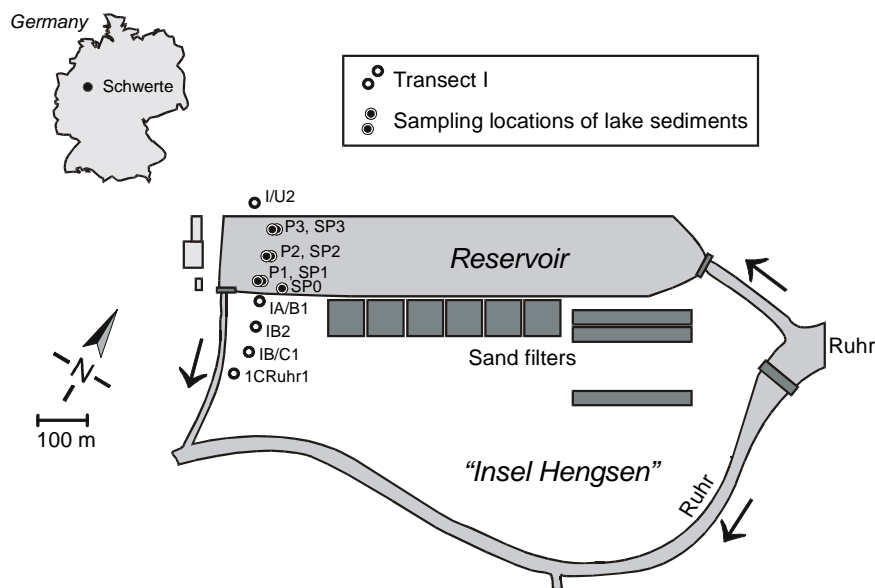 Germany
Schwerte
Transect I
Sampling locations of lake sediments
I/U2
P3, SP3
P2, SP2
P1, SP1
SP0
Reservoir
IA/B1
IB2
IB/C1
1CRuhr1
Sand filters
Ruhr
N
100 m
“Insel Hengsen”
Ruhr